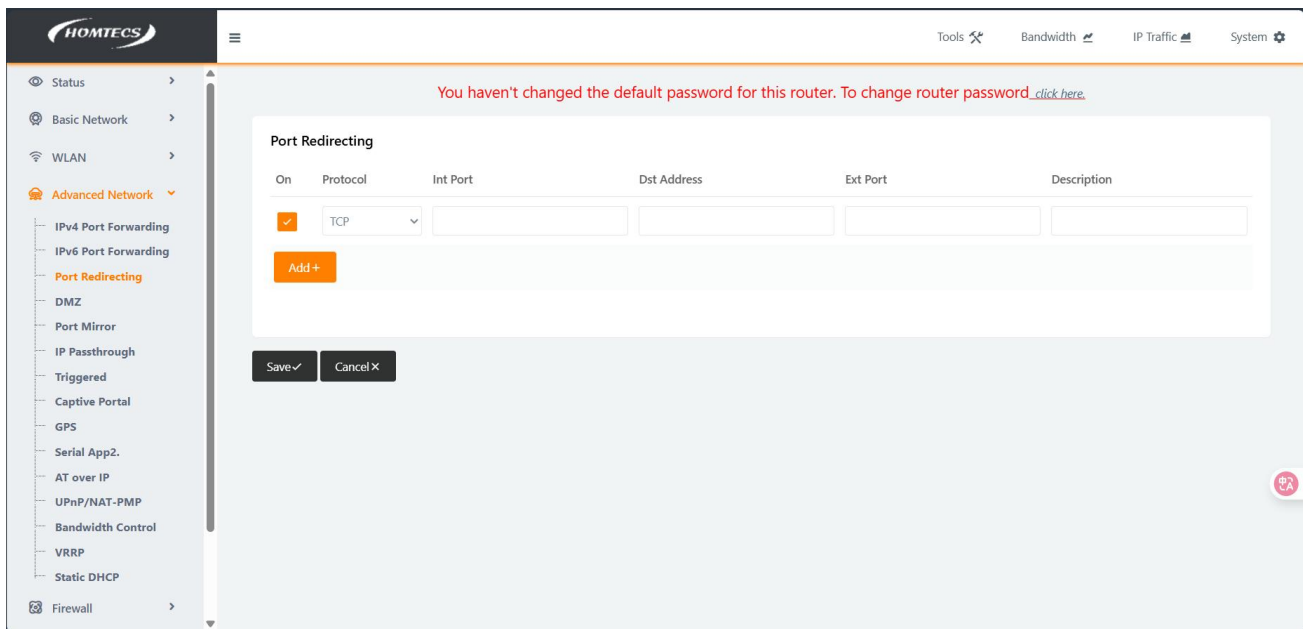 HOMTECS
Tools
Bandwidth
IP Traffic
System
Status
Basic Network
WLAN
Advanced Network
IPv4 Port Forwarding
IPv6 Port Forwarding
Port Redirecting
DMZ
Port Mirror
IP Passthrough
Triggered
Captive Portal
GPS
Serial App2.
AT over IP
UPnP/NAT-PMP
Bandwidth Control
VRRP
Static DHCP
Firewall
You haven't changed the default password for this router. To change router password click here.
Port Redirecting
On Protocol Int Port Dst Address Ext Port Description
TCP
Add +
Save Cancel
中A